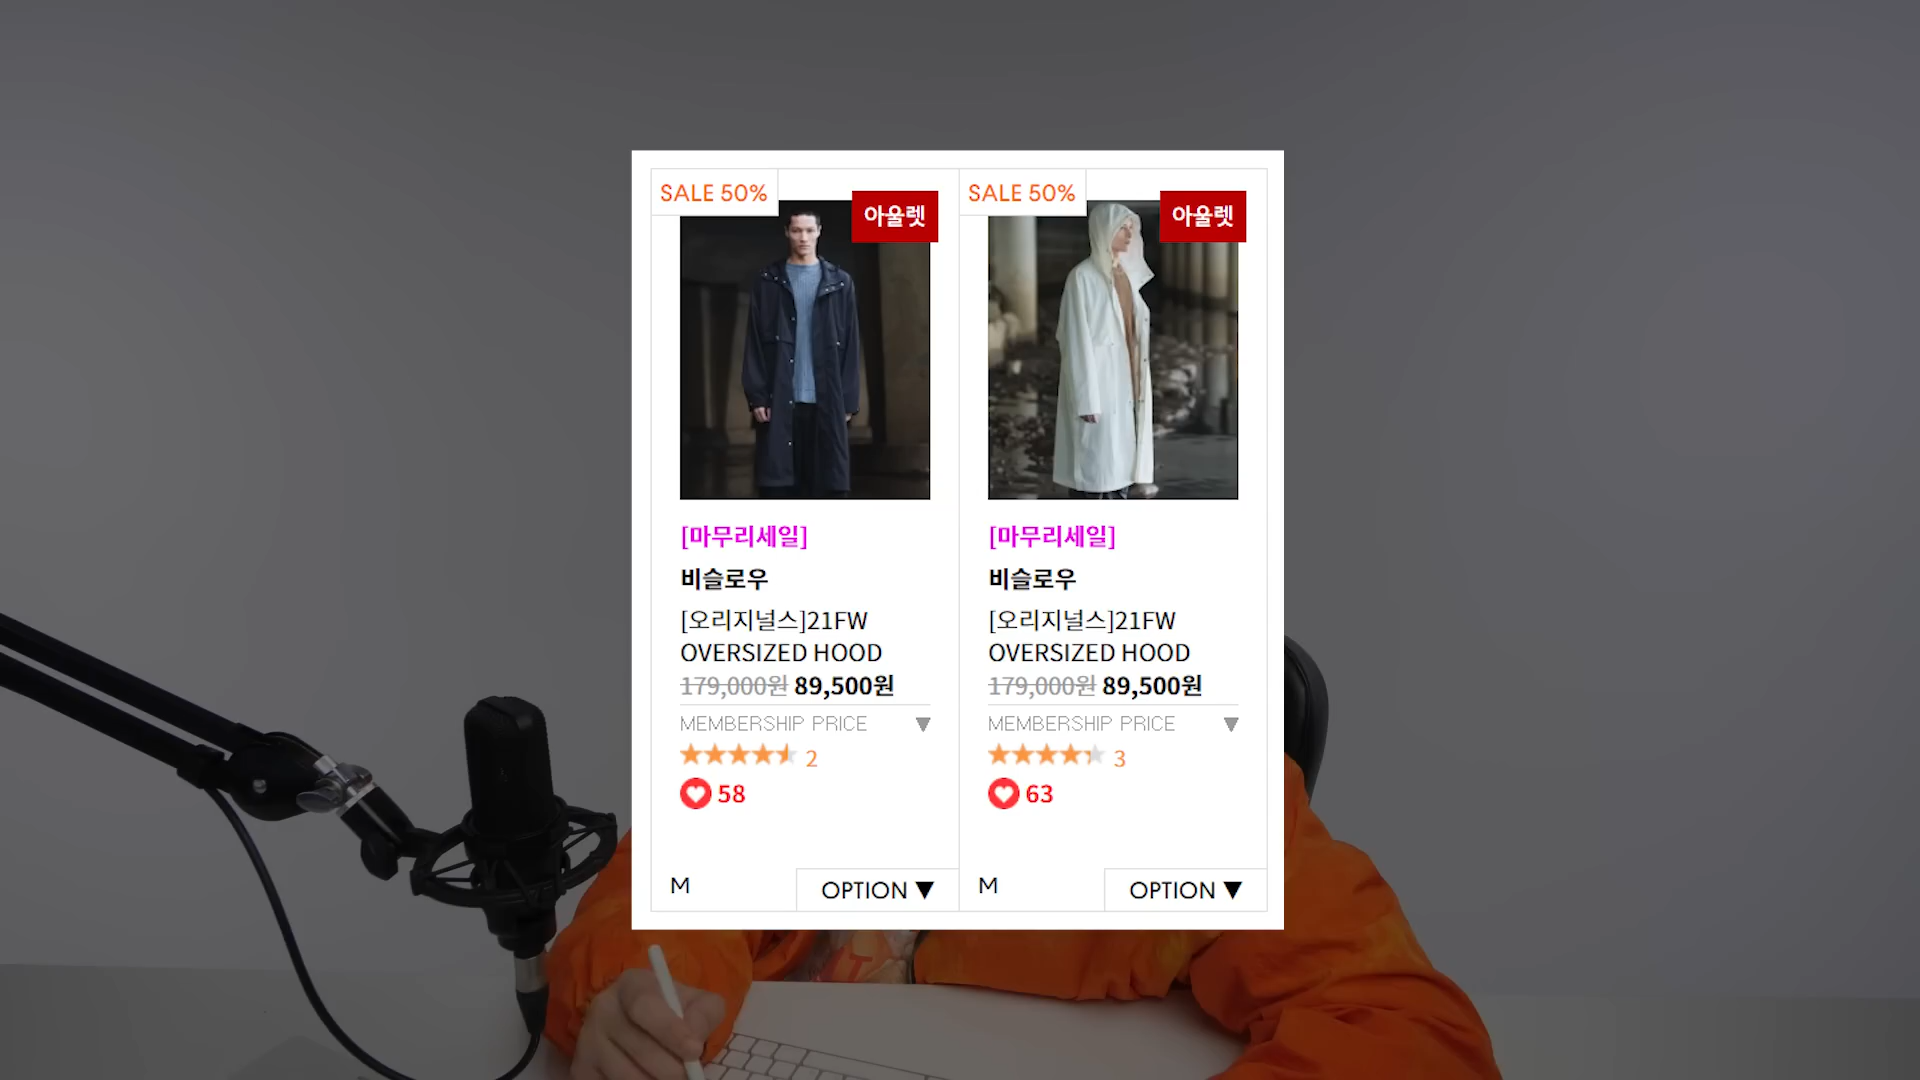 SALE 50%
아울렛
[마무리세일]
비슬로우
[오리지널스]21FW
OVERSIZED HOOD
179,000원 89,500원
MEMBERSHIP PRICE ▼
2
58
M
OPTION ▼
SALE 50%
아울렛
[마무리세일]
비슬로우
[오리지널스]21FW
OVERSIZED HOOD
179,000원 89,500원
MEMBERSHIP PRICE ▼
3
63
M
OPTION ▼